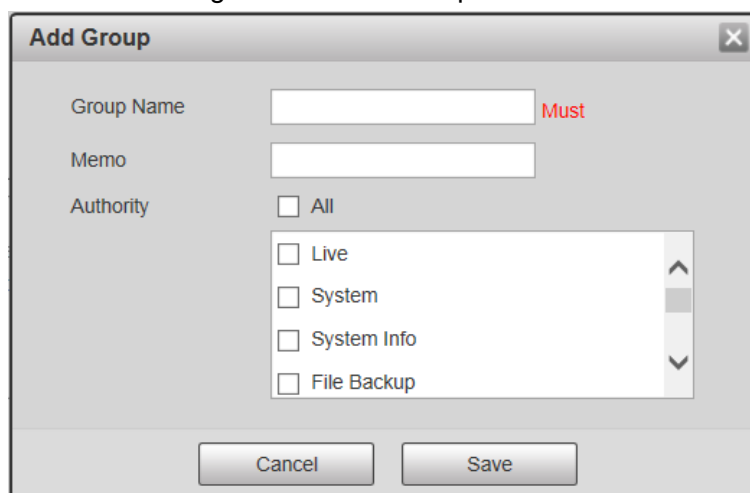 Add Group
Group Name
Must
Memo
Authority
All
Live
System
System Info
File Backup
Cancel
Save